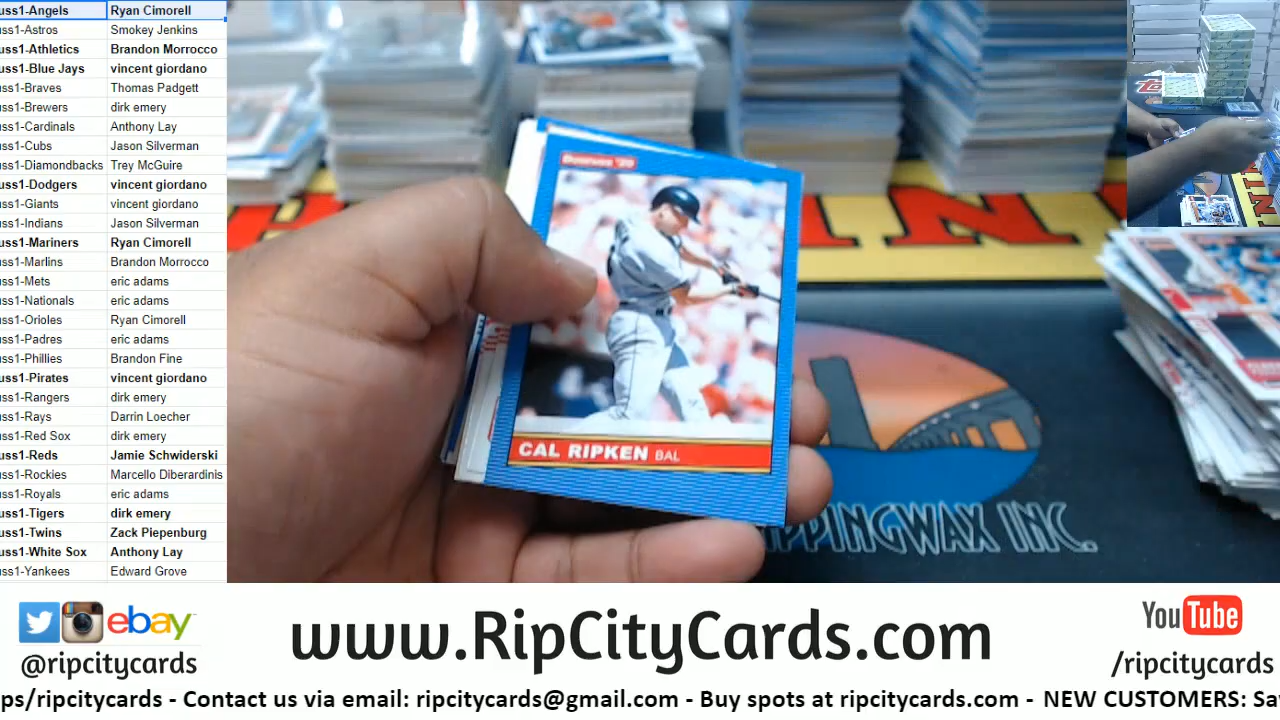 uss1-Angels Ryan Cimorell
uss1-Astros Smokey Jenkins
uss1-Athletics Brandon Morrocco
uss1-Blue Jays vincent giordano
uss1-Braves Thomas Padgett
uss1-Brewers dirk emery
uss1-Cardinals Anthony Lay
uss1-Cubs Jason Silverman
uss1-Diamondbacks Trey McGuire
uss1-Dodgers vincent giordano
uss1-Giants vincent giordano
uss1-Indians Jason Silverman
uss1-Mariners Ryan Cimorell
uss1-Marlins Brandon Morrocco
uss1-Mets eric adams
uss1-Nationals eric adams
uss1-Orioles Ryan Cimorell
uss1-Padres eric adams
uss1-Phillies Brandon Fine
uss1-Pirates vincent giordano
uss1-Rangers dirk emery
uss1-Rays Darrin Loecher
uss1-Red Sox dirk emery
uss1-Reds Jamie Schwiderski
uss1-Rockies Marcello Diberardinis
uss1-Royals eric adams
uss1-Tigers dirk emery
uss1-Twins Zack Piepenburg
uss1-White Sox Anthony Lay
uss1-Yankees Edward Grove
Donruss '20
CAL RIPKEN BAL
IPPINGWAX INC.
ebay
@ripcitycards
www.RipCityCards.com
YouTube
/ripcitycards
ps/ripcitycards - Contact us via email: ripcitycards@gmail.com - Buy spots at ripcitycards.com - NEW CUSTOMERS: Sa